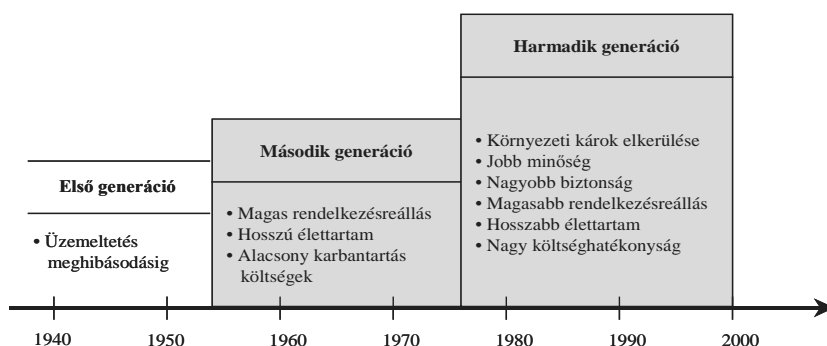 Első generáció
• Üzemeltetés
meghibásodásig
Második generáció
• Magas rendelkezésreállás
• Hosszú élettartam
• Alacsony karbantartás
költségek
Harmadik generáció
• Környezeti károk elkerülése
• Jobb minőség
• Nagyobb biztonság
• Magasabb rendelkezésreállás
• Hosszabb élettartam
• Nagy költséghatékonyság
1940 1950 1960 1970 1980 1990 2000